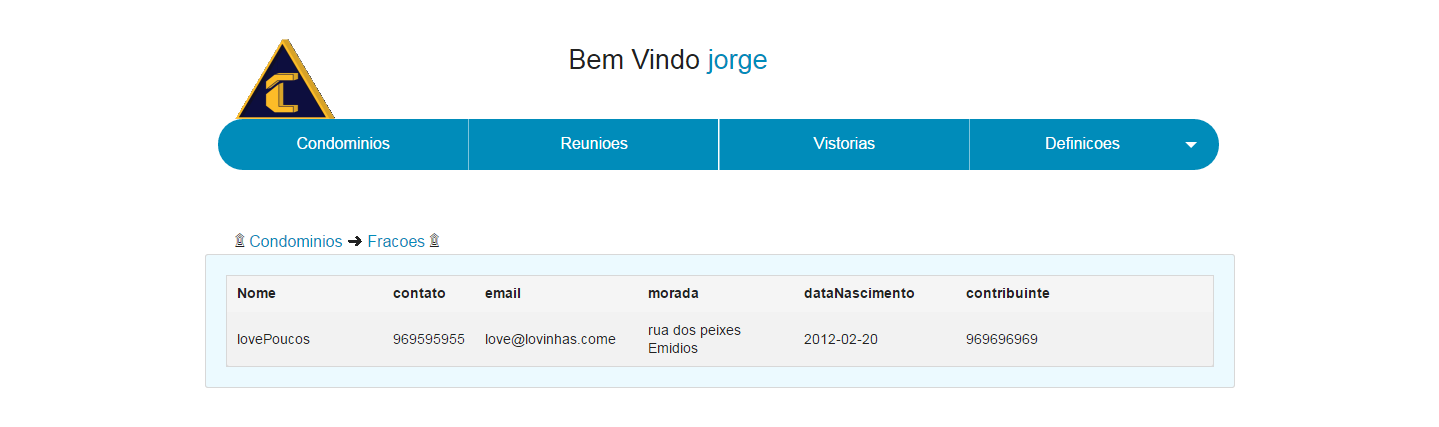 Bem Vindo jorge
Condominios Reunioes Vistorias Definicoes
Condominios ➔ Fracoes
Nome contato email morada dataNascimento contribuinte
lovePoucos 969595955 love@lovinhas.come rua dos peixes Emidios 2012-02-20 969696969